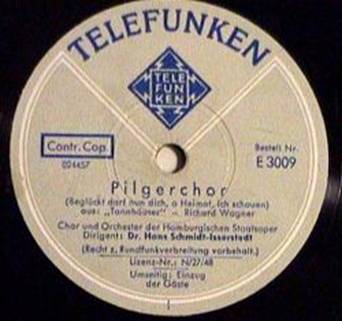 TELEFUNKEN
TELE
FUN
KEN
Contr. Cop.
024457
Bestell Nr.
E 3009
Pilgerchor
(Beglückt darf nun dich, o Heimat, ich schauen)
aus: „Tannhäuser" – Richard Wagner
Chor und Orchester der Hamburgischen Staatsoper
Dirigent: Dr. Hans Schmidt-Isserstedt
(Recht z. Rundfunkverbreitung vorbehalt.)
Lizenz-Nr.: N/27/48
Umseitig: Einzug
der Gäste